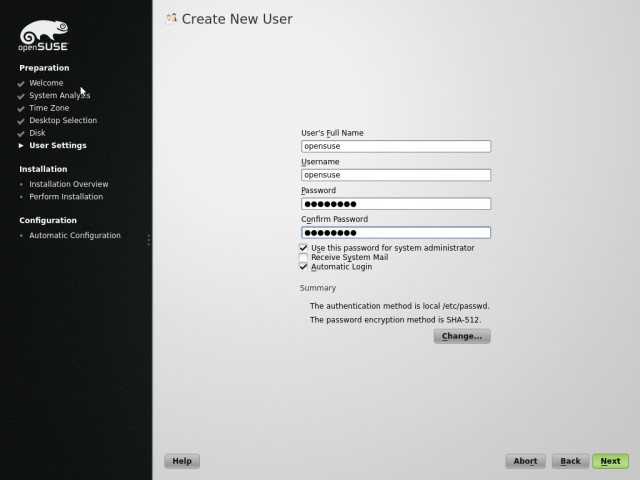 Create New User
openSUSE
Preparation
Welcome
System Analysis
Time Zone
Desktop Selection
Disk
User Settings
Installation
Installation Overview
Perform Installation
Configuration
Automatic Configuration
User's Full Name
opensuse
Username
opensuse
Password
●●●●●●●●
Confirm Password
●●●●●●●●
Use this password for system administrator
Receive System Mail
Automatic Login
Summary
The authentication method is local /etc/passwd.
The password encryption method is SHA-512.
Change...
Help Abort Back Next